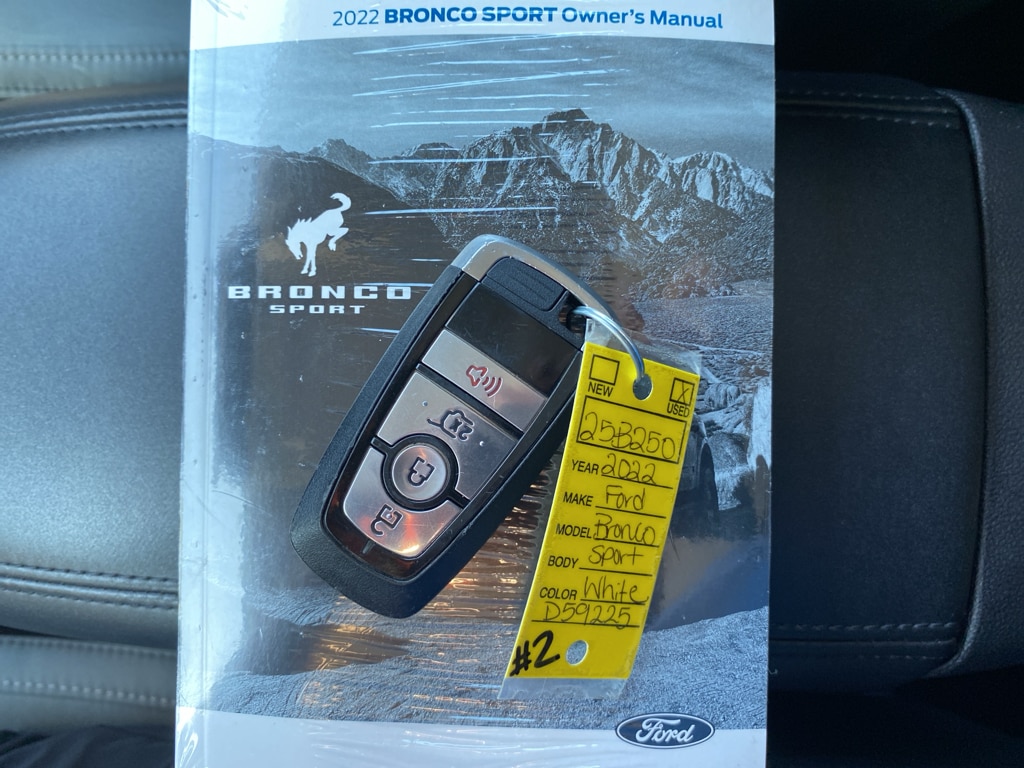 2022 BRONCO SPORT Owner's Manual
BRONCO
SPORT
NEW
X
USED
25B250
YEAR 2022
MAKE Ford
MODEL Bronco
BODY Sport
COLOR White
D59225
#2
Ford